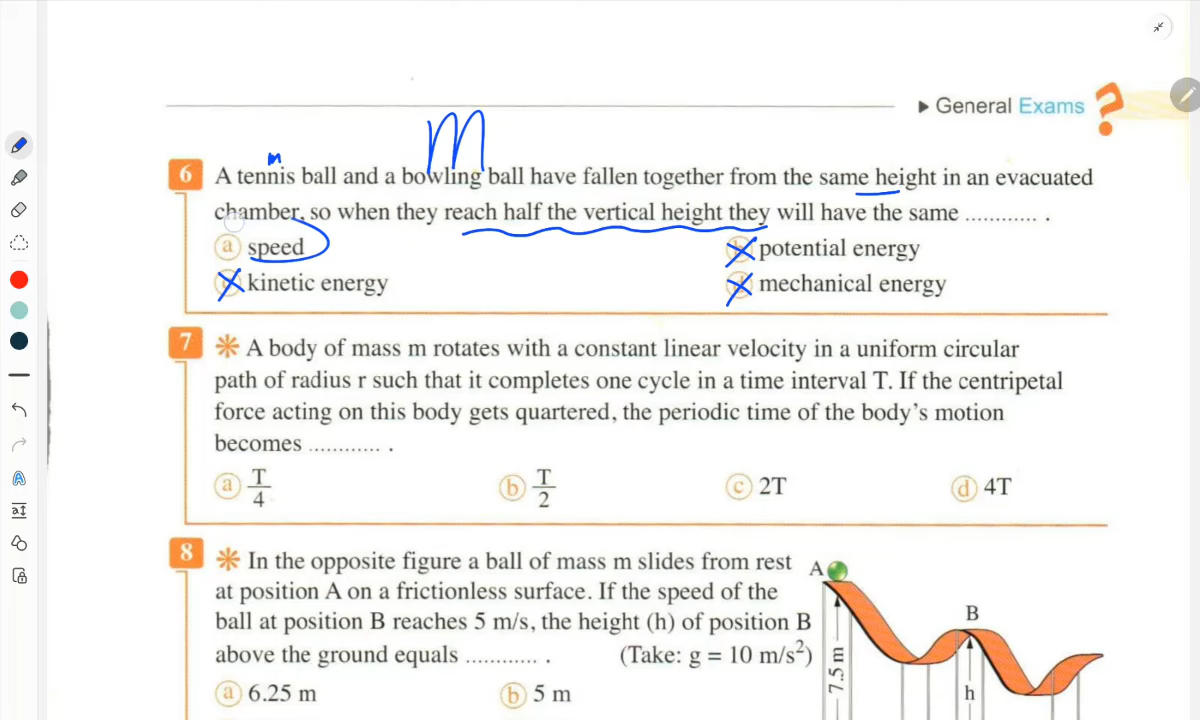 ▶ General Exams ?
m M
6 A tennis ball and a bowling ball have fallen together from the same height in an evacuated
chamber, so when they reach half the vertical height they will have the same ............ .
a speed
potential energy
kinetic energy
mechanical energy
7 * A body of mass m rotates with a constant linear velocity in a uniform circular
path of radius r such that it completes one cycle in a time interval T. If the centripetal
force acting on this body gets quartered, the periodic time of the body's motion
becomes ............ .
a T/4
b T/2
c 2T
d 4T
8 * In the opposite figure a ball of mass m slides from rest
at position A on a frictionless surface. If the speed of the
ball at position B reaches 5 m/s, the height (h) of position B
above the ground equals ............ . (Take: g = 10 m/s²)
a 6.25 m
b 5 m
A
B
7.5 m
h